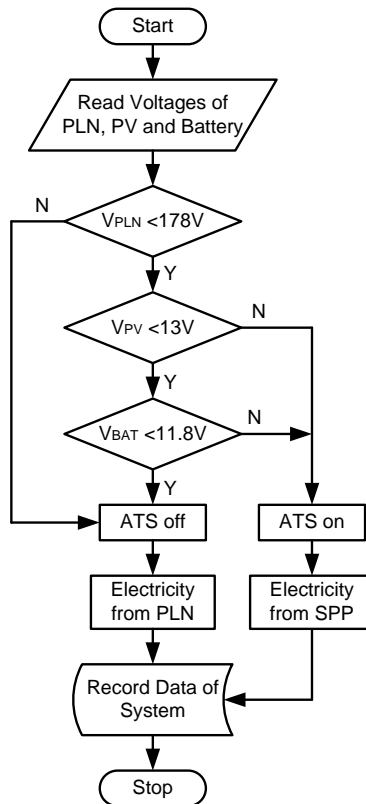 Start
Read Voltages of
PLN, PV and Battery
N
VPLN <178V
Y
N
VPV <13V
Y
N
VBAT <11.8V
Y
ATS off
ATS on
Electricity
from PLN
Electricity
from SPP
Record Data of
System
Stop